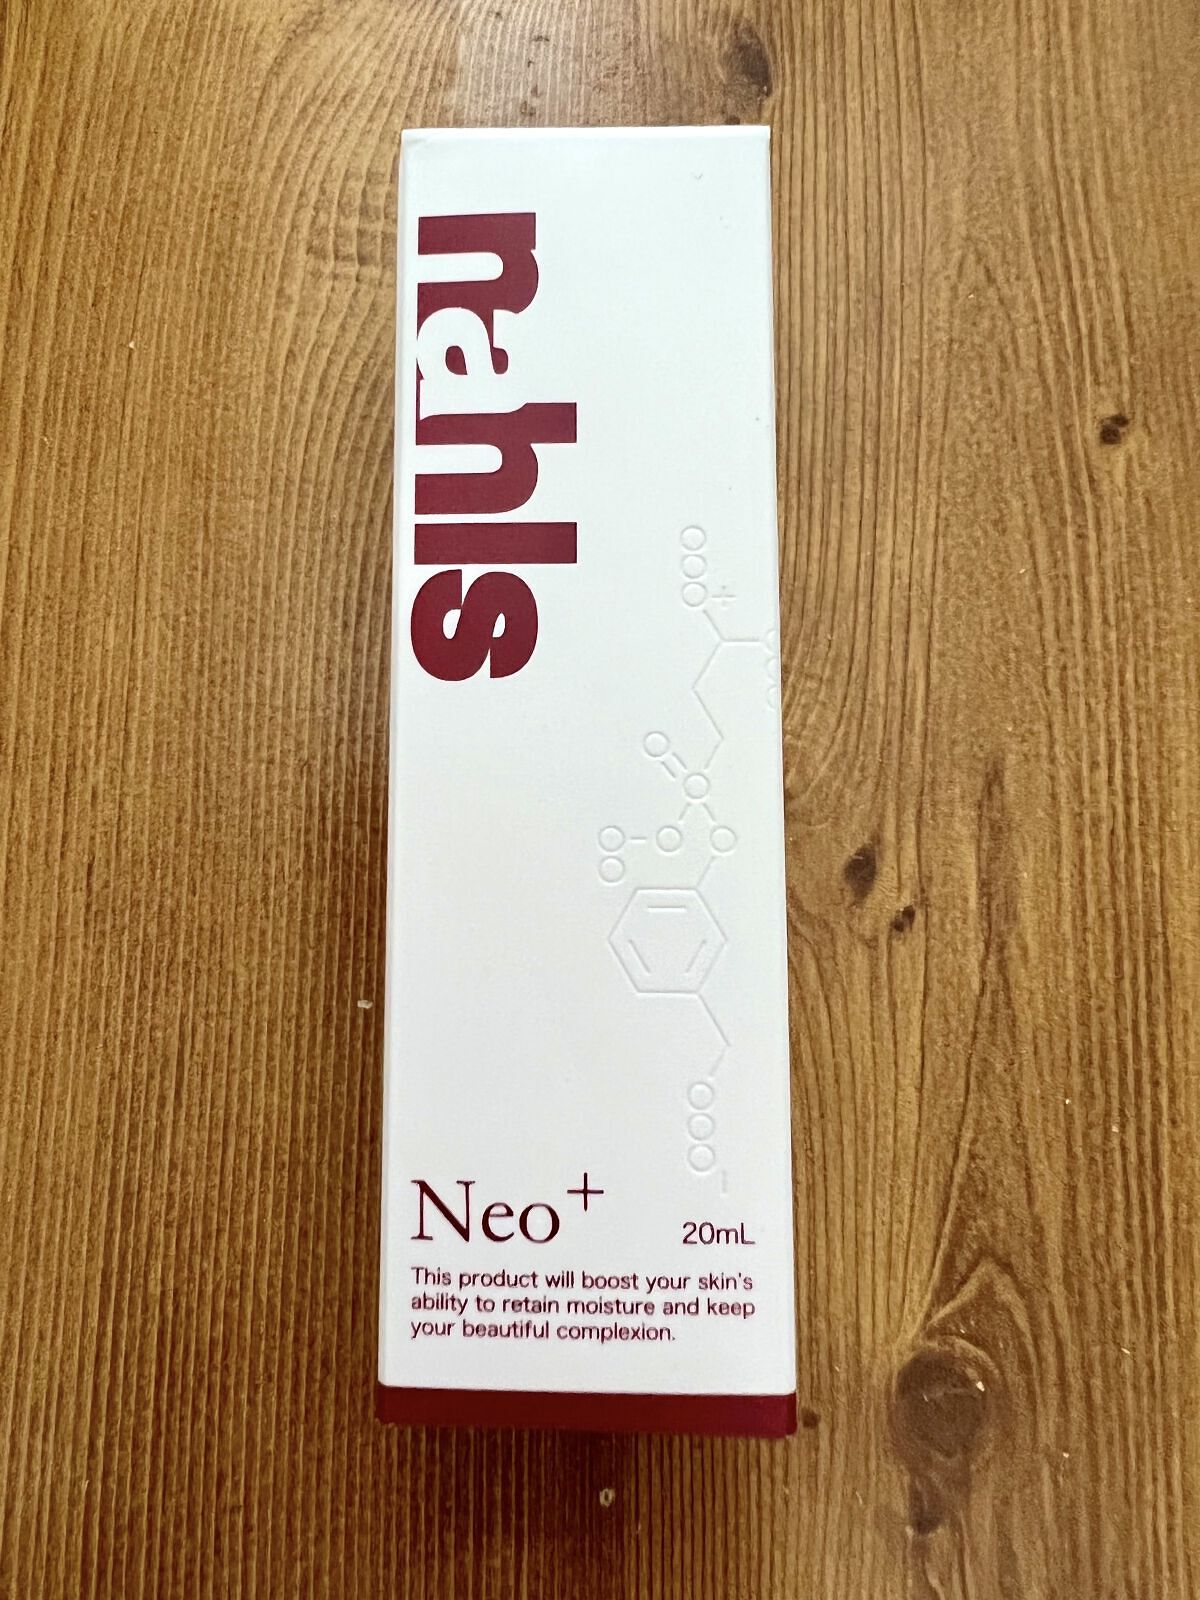 nahls
Neo+
20mL
This product will boost your skin's
ability to retain moisture and keep
your beautiful complexion.